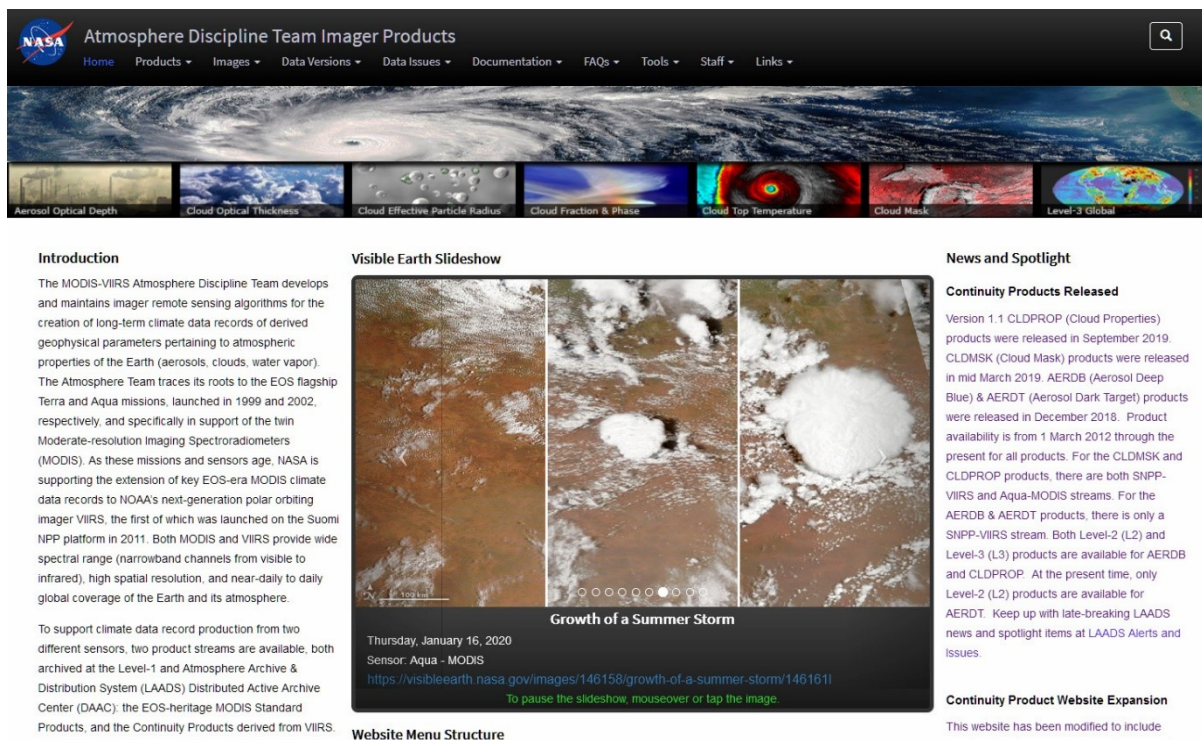 NASA
Atmosphere Discipline Team Imager Products
Home Products Images Data Versions Data Issues Documentation FAQs Tools Staff Links
Aerosol Optical Depth
Cloud Optical Thickness
Cloud Effective Particle Radius
Cloud Fraction & Phase
Cloud Top Temperature
Cloud Mask
Level-3 Global
Introduction
The MODIS-VIIRS Atmosphere Discipline Team develops
and maintains imager remote sensing algorithms for the
creation of long-term climate data records of derived
geophysical parameters pertaining to atmospheric
properties of the Earth (aerosols, clouds, water vapor).
The Atmosphere Team traces its roots to the EOS flagship
Terra and Aqua missions, launched in 1999 and 2002,
respectively, and specifically in support of the twin
Moderate-resolution Imaging Spectroradiometers
(MODIS). As these missions and sensors age, NASA is
supporting the extension of key EOS-era MODIS climate
data records to NOAA's next-generation polar orbiting
imager VIIRS, the first of which was launched on the Suomi
NPP platform in 2011. Both MODIS and VIIRS provide wide
spectral range (narrowband channels from visible to
infrared), high spatial resolution, and near-daily to daily
global coverage of the Earth and its atmosphere.
To support climate data record production from two
different sensors, two product streams are available, both
archived at the Level-1 and Atmosphere Archive &
Distribution System (LAADS) Distributed Active Archive
Center (DAAC): the EOS-heritage MODIS Standard
Products, and the Continuity Products derived from VIIRS.
Visible Earth Slideshow
N 100 km
Growth of a Summer Storm
Thursday, January 16, 2020
Sensor: Aqua - MODIS
https://visibleearth.nasa.gov/images/146158/growth-of-a-summer-storm/146161l
To pause the slideshow, mouseover or tap the image.
Website Menu Structure
News and Spotlight
Continuity Products Released
Version 1.1 CLDPROP (Cloud Properties)
products were released in September 2019.
CLDMSK (Cloud Mask) products were released
in mid March 2019. AERDB (Aerosol Deep
Blue) & AERDT (Aerosol Dark Target) products
were released in December 2018. Product
availability is from 1 March 2012 through the
present for all products. For the CLDMSK and
CLDPROP products, there are both SNPP-
VIIRS and Aqua-MODIS streams. For the
AERDB & AERDT products, there is only a
SNPP-VIIRS stream. Both Level-2 (L2) and
Level-3 (L3) products are available for AERDB
and CLDPROP. At the present time, only
Level-2 (L2) products are available for
AERDT. Keep up with late-breaking LAADS
news and spotlight items at LAADS Alerts and
Issues.
Continuity Product Website Expansion
This website has been modified to include